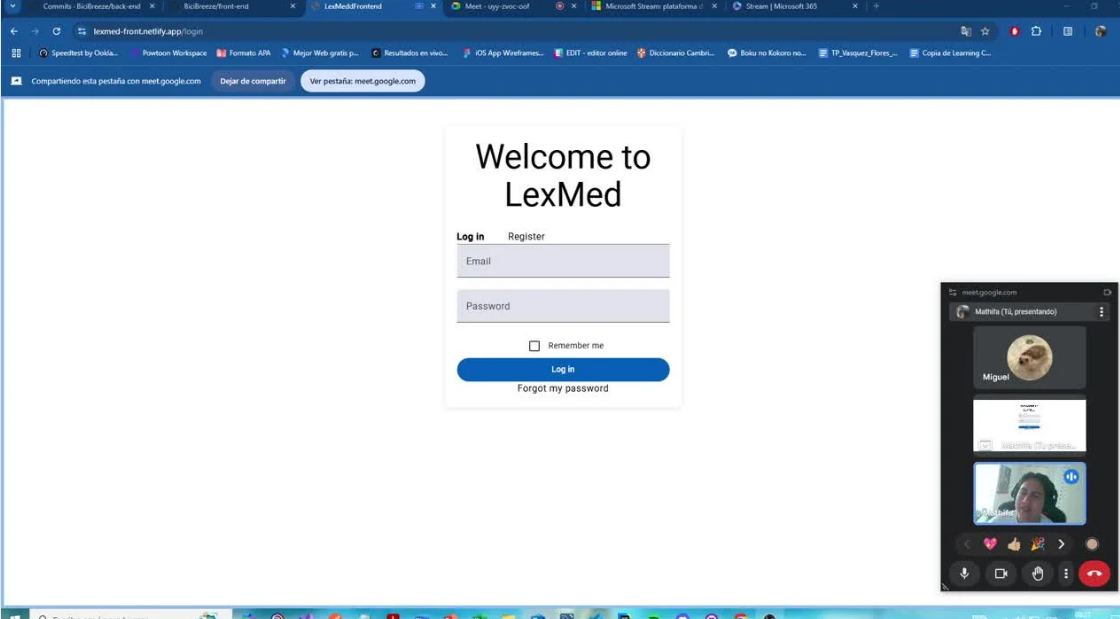 Commits · BiciBreeze/back-end
BiciBreeze/front-end
LexMeddFrontend
Meet - uyy-zvoc-oof
Microsoft Stream: plataforma d
Stream | Microsoft 365
lexmed-front.netlify.app/login
Speedtest by Ookla...
Powtoon Workspace
Formato APA
Mejor Web gratis p...
Resultados en vivo...
iOS App Wireframes...
EDIT - editor online
Diccionario Cambri...
Boku no Kokoro no...
TP_Vasquez_Flores_...
Copia de Learning C...
Compartiendo esta pestaña con meet.google.com
Dejar de compartir
Ver pestaña: meet.google.com
Welcome to
LexMed
Log in
Register
Email
Password
Remember me
Log in
Forgot my password
meet.google.com
Mathifa (Tú, presentando)
Miguel
Mathifa (Tú, prese...
Mathifa